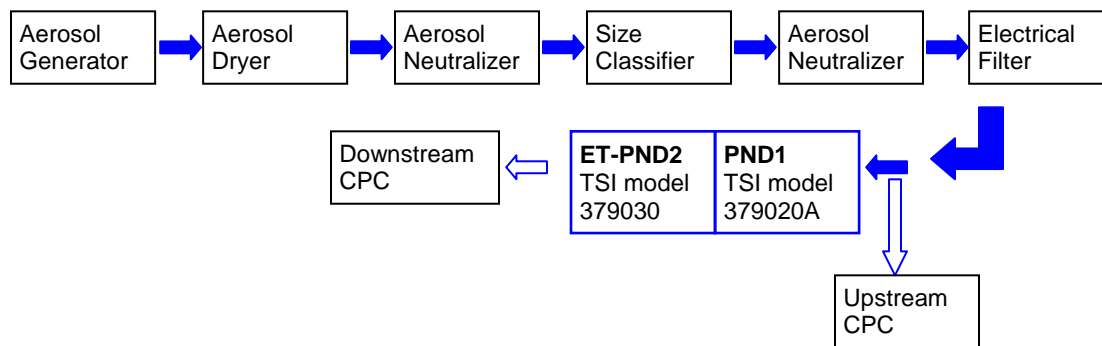 Aerosol
Generator
Aerosol
Dryer
Aerosol
Neutralizer
Size
Classifier
Aerosol
Neutralizer
Electrical
Filter
Downstream
CPC
ET-PND2
TSI model
379030
PND1
TSI model
379020A
Upstream
CPC